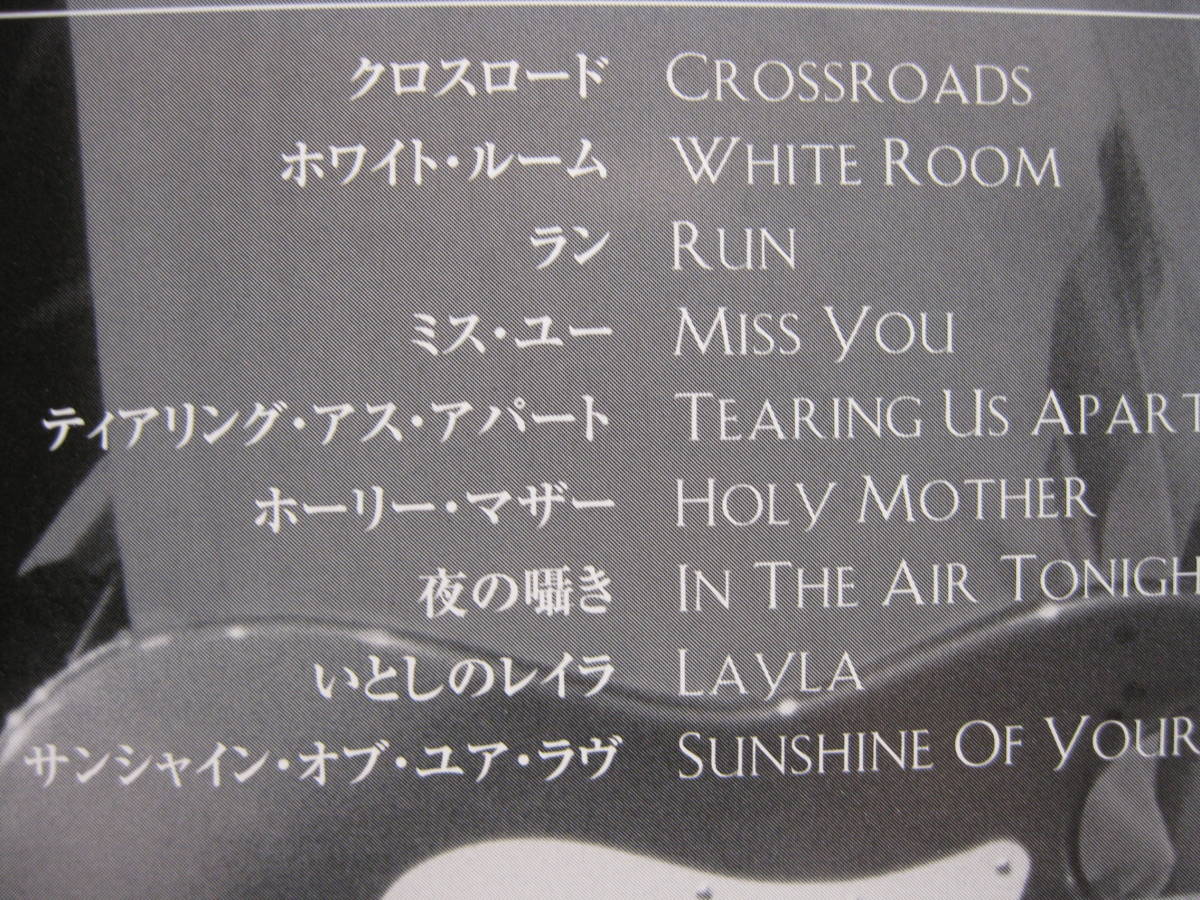 クロスロード CROSSROADS
ホワイト・ルーム WHITE ROOM
ラン RUN
ミス・ユー MISS YOU
ティアリング・アス・アパート TEARING US APART
ホーリー・マザー HOLY MOTHER
夜の囁き IN THE AIR TONIGH
いとしのレイラ LAYLA
サンシャイン・オブ・ユア・ラヴ SUNSHINE OF YOUR